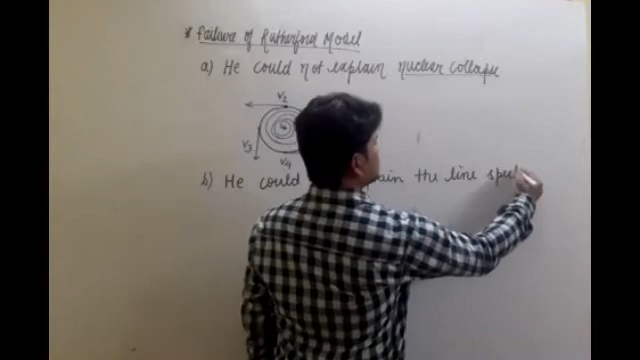 * Failure of Rutherford Model
a) He could not explain nuclear collapse
V2
V3
V4
b) He could ain the line spe